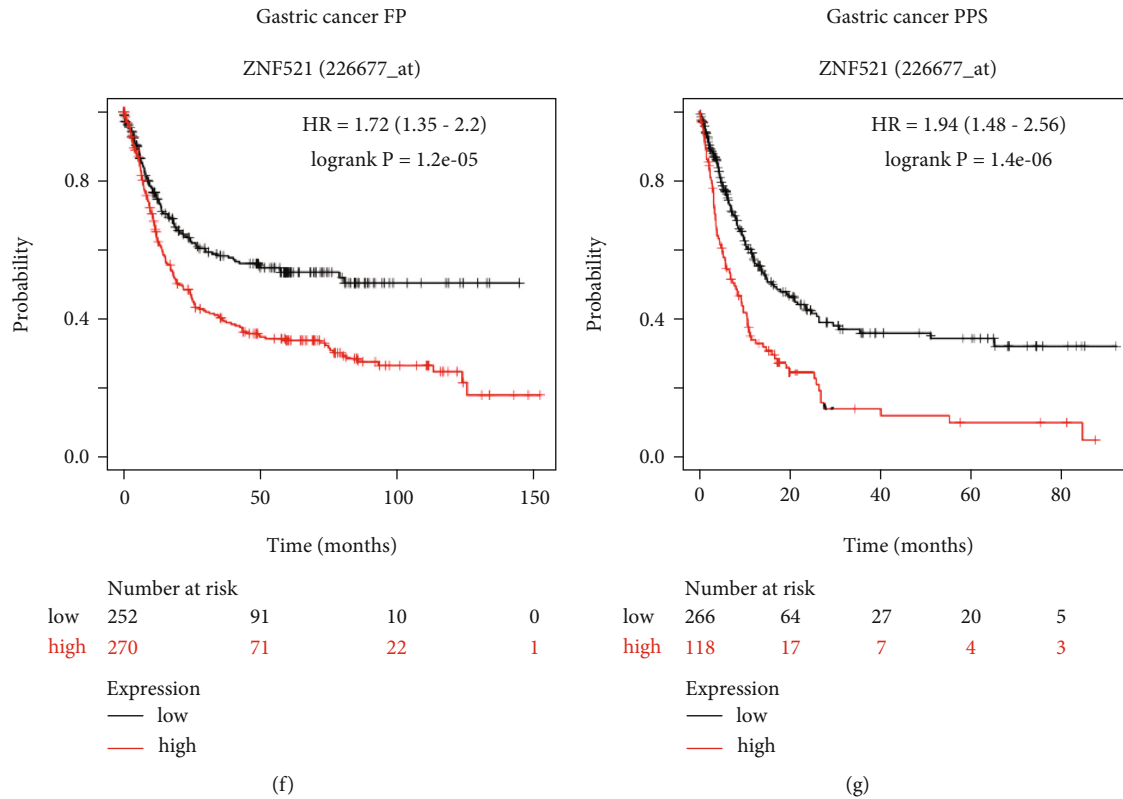 Gastric cancer FP
ZNF521 (226677_at)
HR = 1.72 (1.35 - 2.2)
logrank P = 1.2e-05
Probability
0.8
0.4
0.0
0 50 100 150
Time (months)
Number at risk
low 252 91 10 0
high 270 71 22 1
Expression
low
high
(f)
Gastric cancer PPS
ZNF521 (226677_at)
HR = 1.94 (1.48 - 2.56)
logrank P = 1.4e-06
Probability
0.8
0.4
0.0
0 20 40 60 80
Time (months)
Number at risk
low 266 64 27 20 5
high 118 17 7 4 3
Expression
low
high
(g)